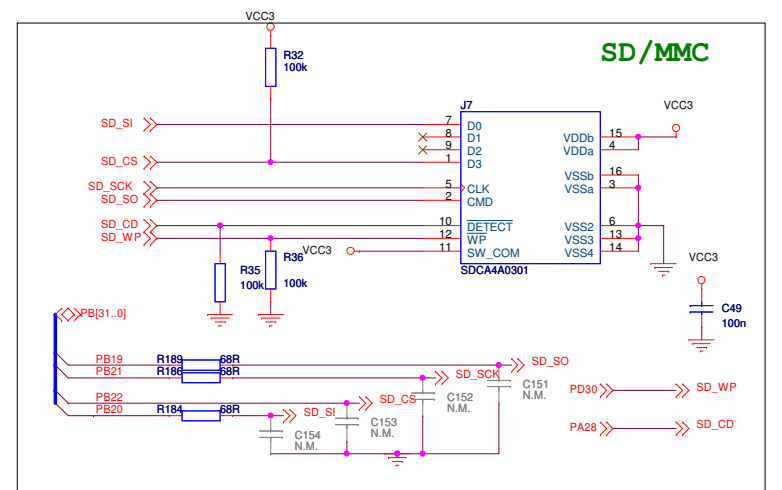 VCC3
SD/MMC
R32
100k
J7
VCC3
SD_SI
7
D0
8
D1
VDDb
15
9
D2
VDDa
4
SD_CS
1
D3
VSSb
16
SD_SCK
5
CLK
VSSa
3
SD_SO
2
CMD
SD_CD
10
DETECT
VSS2
6
SD_WP
12
WP
VSS3
13
VCC3
11
SW_COM
VSS4
14
SDCA4A0301
R35
100k
R36
100k
VCC3
C49
100n
PB[31..0]
PB19
R189
68R
SD_SO
PB21
R186
68R
SD_SCK
C151
N.M.
PB22
SD_CS
C152
N.M.
PB20
R184
68R
SD_SI
C153
N.M.
C154
N.M.
PD30
SD_WP
PA28
SD_CD